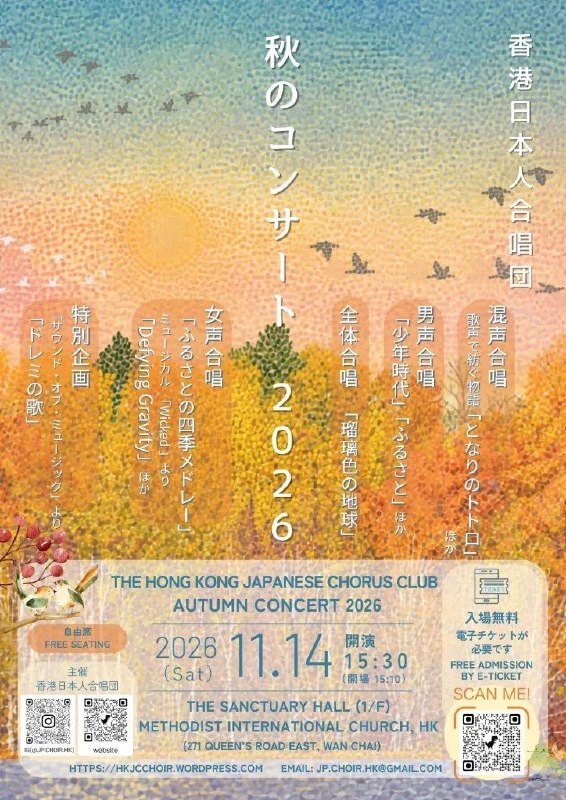 香港日本人合唱団
秋のコンサート 2026
混声合唱
歌声で紡ぐ物語「となりのトトロ」
ほか
男声合唱
「少年時代」「ふるさと」ほか
全体合唱 「瑠璃色の地球」
女声合唱
「ふるさとの四季メドレー」
ミュージカル 「Wicked」より
「Defying Gravity」ほか
特別企画
「サウンド・オブ・ミュージック」より
「ドレミの歌」
THE HONG KONG JAPANESE CHORUS CLUB
AUTUMN CONCERT 2026
自由席
FREE SEATING
主催
香港日本人合唱団
IG(@JP.CHOIR.HK)
website
2026
(Sat)
11.14
開演
15:30
(開場 15:10)
THE SANCTUARY HALL (1/F)
METHODIST INTERNATIONAL CHURCH, HK
(271 QUEEN'S ROAD EAST, WAN CHAI)
TICKET
入場無料
電子チケットが
必要です
FREE ADMISSION
BY E-TICKET
SCAN ME!
HTTPS://HKJCCHOIR.WORDPRESS.COM EMAIL: JP.CHOIR.HK@GMAIL.COM